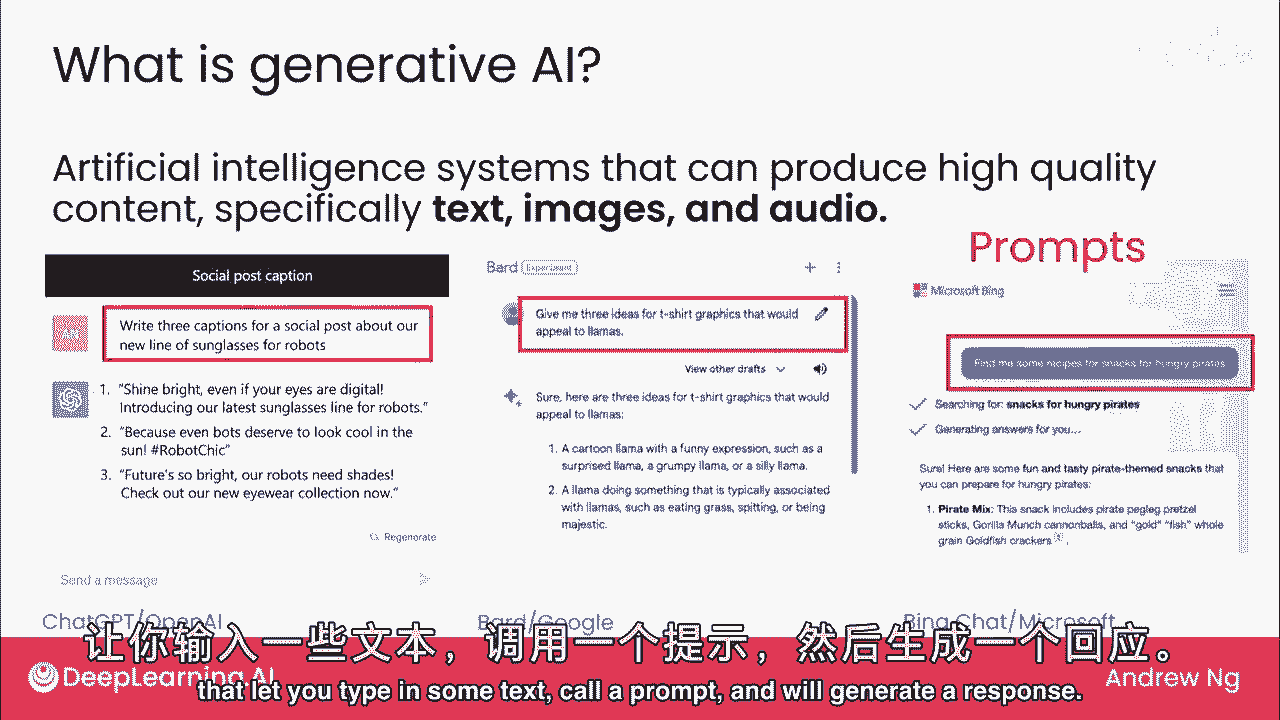 What is generative AI?
Artificial intelligence systems that can produce high quality
content, specifically text, images, and audio.
Prompts
Social post caption
Write three captions for a social post about our
new line of sunglasses for robots
1. "Shine bright, even if your eyes are digital!
Introducing our latest sunglasses line for robots."
2. "Because even bots deserve to look cool in the
sun! #RobotChic"
3. "Future's so bright, our robots need shades!
Check out our new eyewear collection now."
Regenerate
Send a message
ChatGPT/OpenAI
Bard Experiment
Give me three ideas for t-shirt graphics that would
appeal to llamas.
View other drafts
Sure, here are three ideas for t-shirt graphics that would
appeal to llamas:
1. A cartoon llama with a funny expression, such as a
surprised llama, a grumpy llama, or a silly llama.
2. A llama doing something that is typically associated
with llamas, such as eating grass, spitting, or being
majestic.
Bard/Google
Microsoft Bing
Find me some recipes for snacks for hungry pirates
Searching for: snacks for hungry pirates
Generating answers for you...
Sure! Here are some fun and tasty pirate-themed snacks that
you can prepare for hungry pirates:
1. Pirate Mix: This snack includes pirate pegleg pretzel
sticks, Gorilla Munch cannonballs, and "gold" "fish" whole
grain Goldfish crackers
Bing Chat/Microsoft
让你输入一些文本，调用一个提示，然后生成一个回应。
DeepLearning.AI
that let you type in some text, call a prompt, and will generate a response.
Andrew Ng